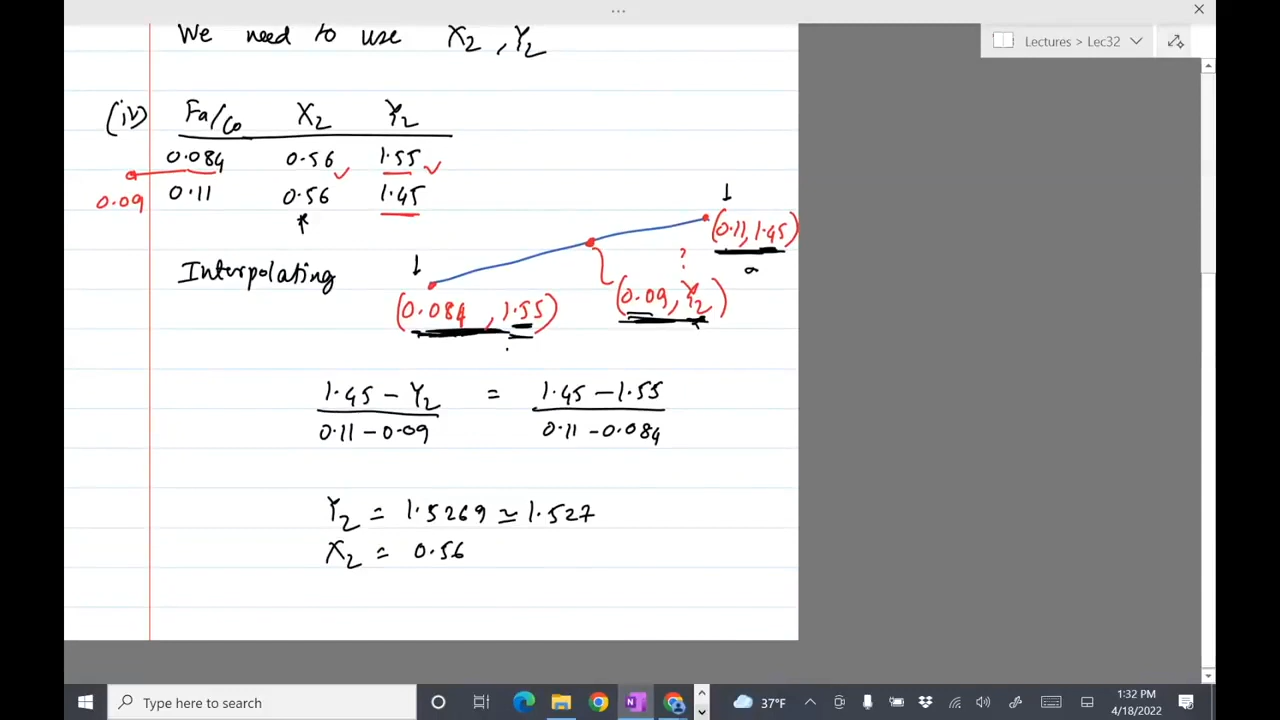 We need to use X2, Y2
Lectures > Lec32
(iv) Fa/Co X2 Y2
0.084 0.56 1.55
0.09 0.11 0.56 1.45
(0.11, 1.45)
Interpolating
?
(0.084, 1.55) (0.09, Y2)
1.45 - Y2 = 1.45 - 1.55
0.11 - 0.09 0.11 - 0.084
Y2 = 1.5269 ≃ 1.527
X2 = 0.56
Type here to search
37°F
1:32 PM
4/18/2022